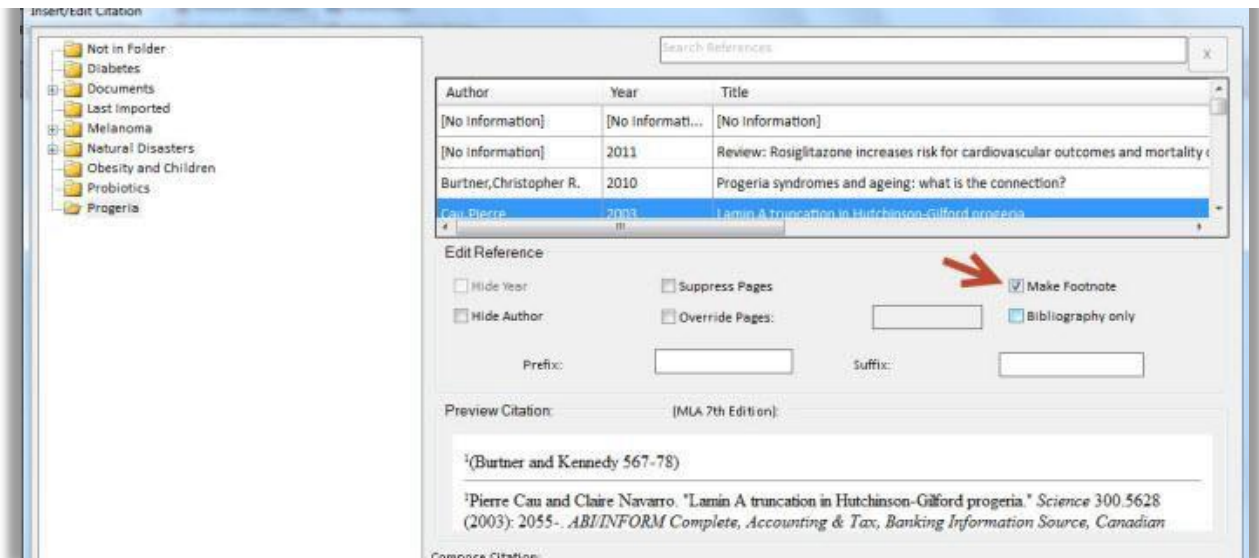 Insert/Edit Citation
Not in Folder
Diabetes
Documents
Last Imported
Melanoma
Natural Disasters
Obesity and Children
Probiotics
Progeria
Search References
x
Author Year Title
[No Information] [No Informati... [No Information]
[No Information] 2011 Review: Rosiglitazone increases risk for cardiovascular outcomes and mortality
Burtner,Christopher R. 2010 Progeria syndromes and ageing: what is the connection?
Cau,Pierre 2003 Lamin A truncation in Hutchinson-Gilford progeria
Edit Reference
Hide Year Suppress Pages Make Footnote
Hide Author Override Pages: Bibliography only
Prefix: Suffix:
Preview Citation: [MLA 7th Edition]:
¹(Burtner and Kennedy 567-78)
¹Pierre Cau and Claire Navarro. "Lamin A truncation in Hutchinson-Gilford progeria." Science 300.5628
(2003): 2055-. ABI/INFORM Complete, Accounting & Tax, Banking Information Source, Canadian
Compose Citation: